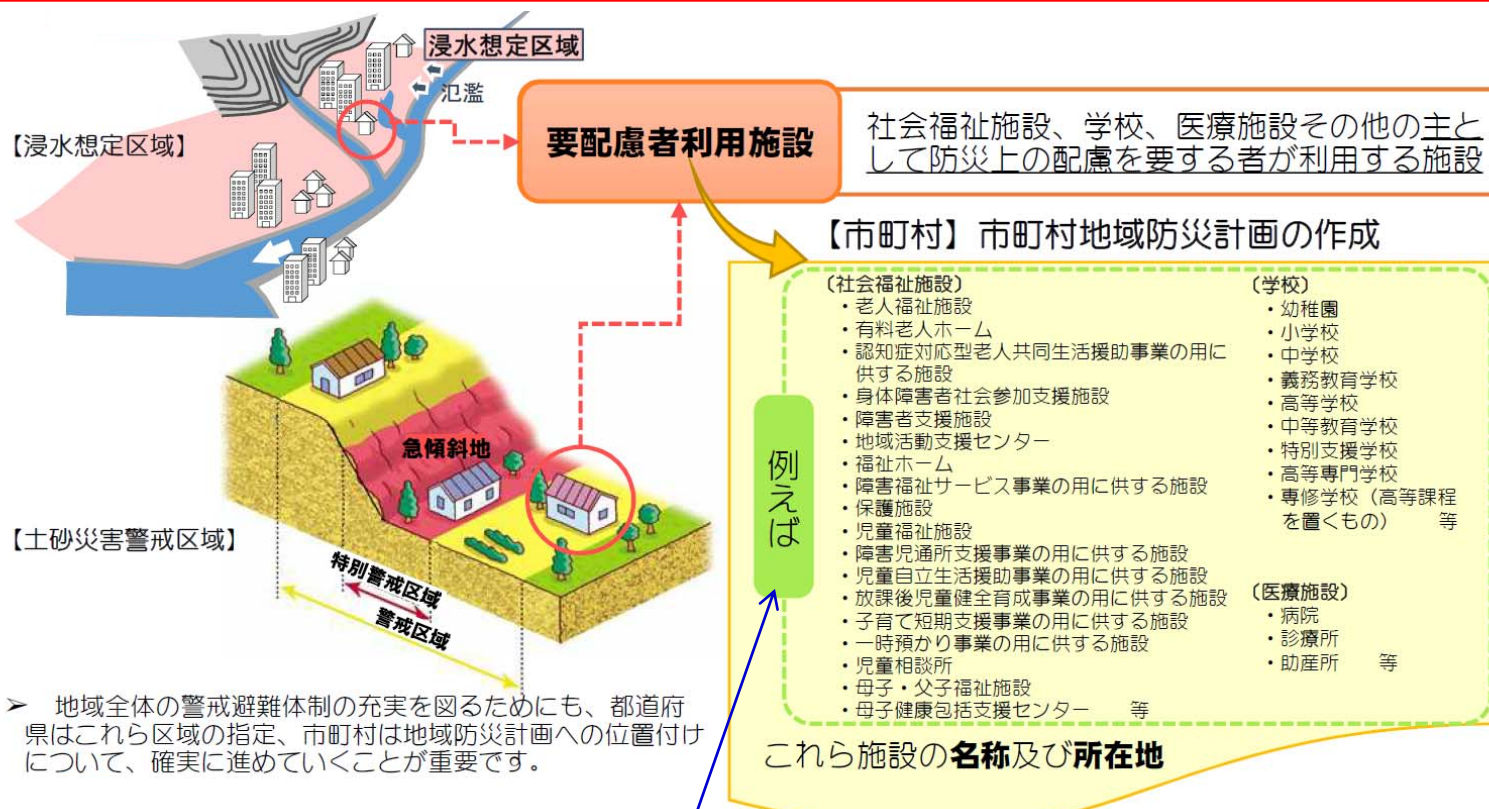 浸水想定区域
氾濫
【浸水想定区域】
要配慮者利用施設
社会福祉施設、学校、医療施設その他の主と
して防災上の配慮を要する者が利用する施設
【市町村】市町村地域防災計画の作成
例えば
（社会福祉施設）
・老人福祉施設
・有料老人ホーム
・認知症対応型老人共同生活援助事業の用に
供する施設
・身体障害者社会参加支援施設
・障害者支援施設
・地域活動支援センター
・福祉ホーム
・障害福祉サービス事業の用に供する施設
・保護施設
・児童福祉施設
・障害児通所支援事業の用に供する施設
・児童自立生活援助事業の用に供する施設
・放課後児童健全育成事業の用に供する施設
・子育て短期支援事業の用に供する施設
・一時預かり事業の用に供する施設
・児童相談所
・母子・父子福祉施設
・母子健康包括支援センター　等
（学校）
・幼稚園
・小学校
・中学校
・義務教育学校
・高等学校
・中等教育学校
・特別支援学校
・高等専門学校
・専修学校（高等課程
を置くもの）　等
（医療施設）
・病院
・診療所
・助産所　等
これら施設の名称及び所在地
急傾斜地
【土砂災害警戒区域】
特別警戒区域
警戒区域
➢　地域全体の警戒避難体制の充実を図るためにも、都道府
県はこれら区域の指定、市町村は地域防災計画への位置付け
について、確実に進めていくことが重要です。